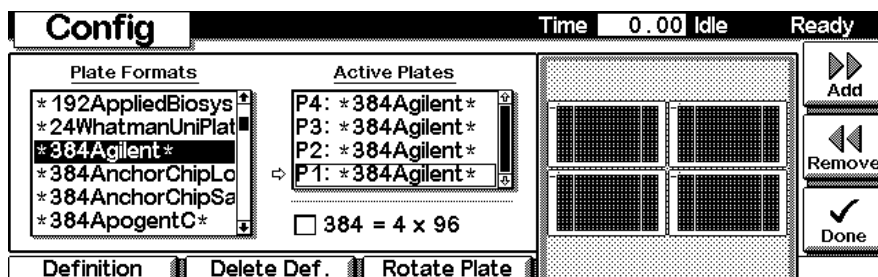 Config
Time 0.00 Idle Ready
Plate Formats
*192AppliedBiosys
*24WhatmanUniPlat
*384Agilent*
*384AnchorChipLo
*384AnchorChipSa
*384ApogentC*
Active Plates
P4: *384Agilent*
P3: *384Agilent*
P2: *384Agilent*
P1: *384Agilent*
384 = 4 x 96
Add
Remove
Done
Definition Delete Def. Rotate Plate